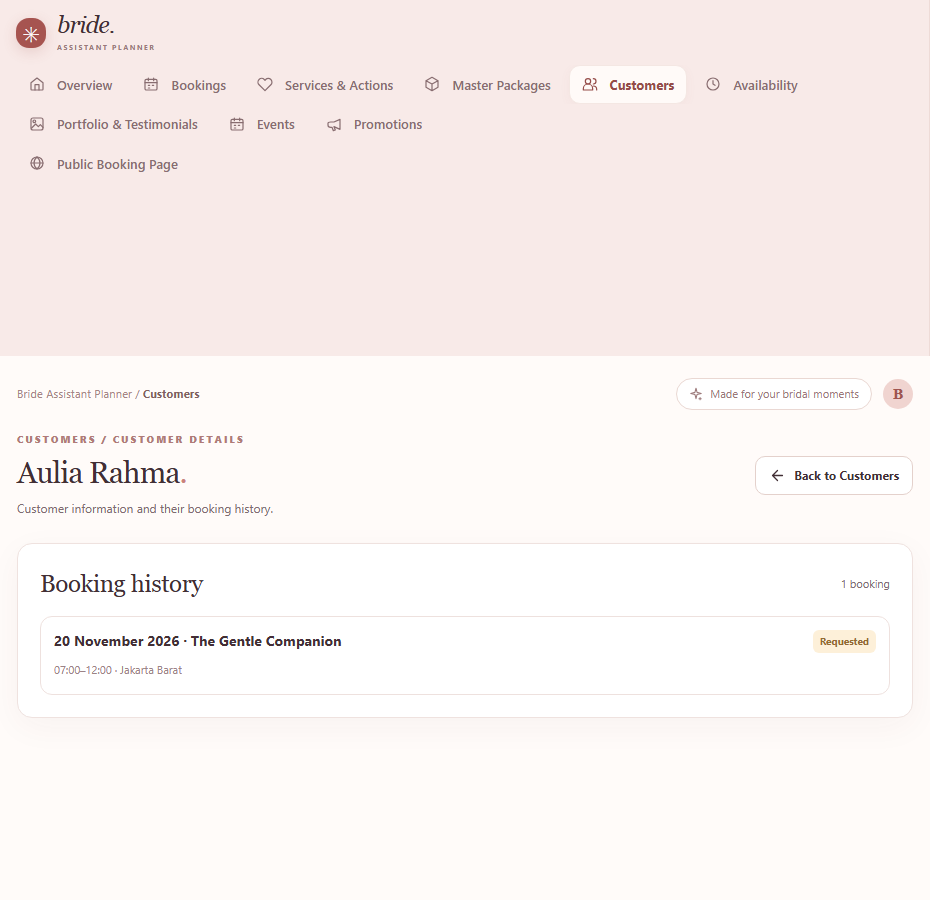 bride.
ASSISTANT PLANNER
Overview
Bookings
Services & Actions
Master Packages
Customers
Availability
Portfolio & Testimonials
Events
Promotions
Public Booking Page
Bride Assistant Planner / Customers
Made for your bridal moments
B
CUSTOMERS / CUSTOMER DETAILS
Aulia Rahma.
Back to Customers
Customer information and their booking history.
Booking history
1 booking
20 November 2026 · The Gentle Companion
Requested
07:00–12:00 · Jakarta Barat